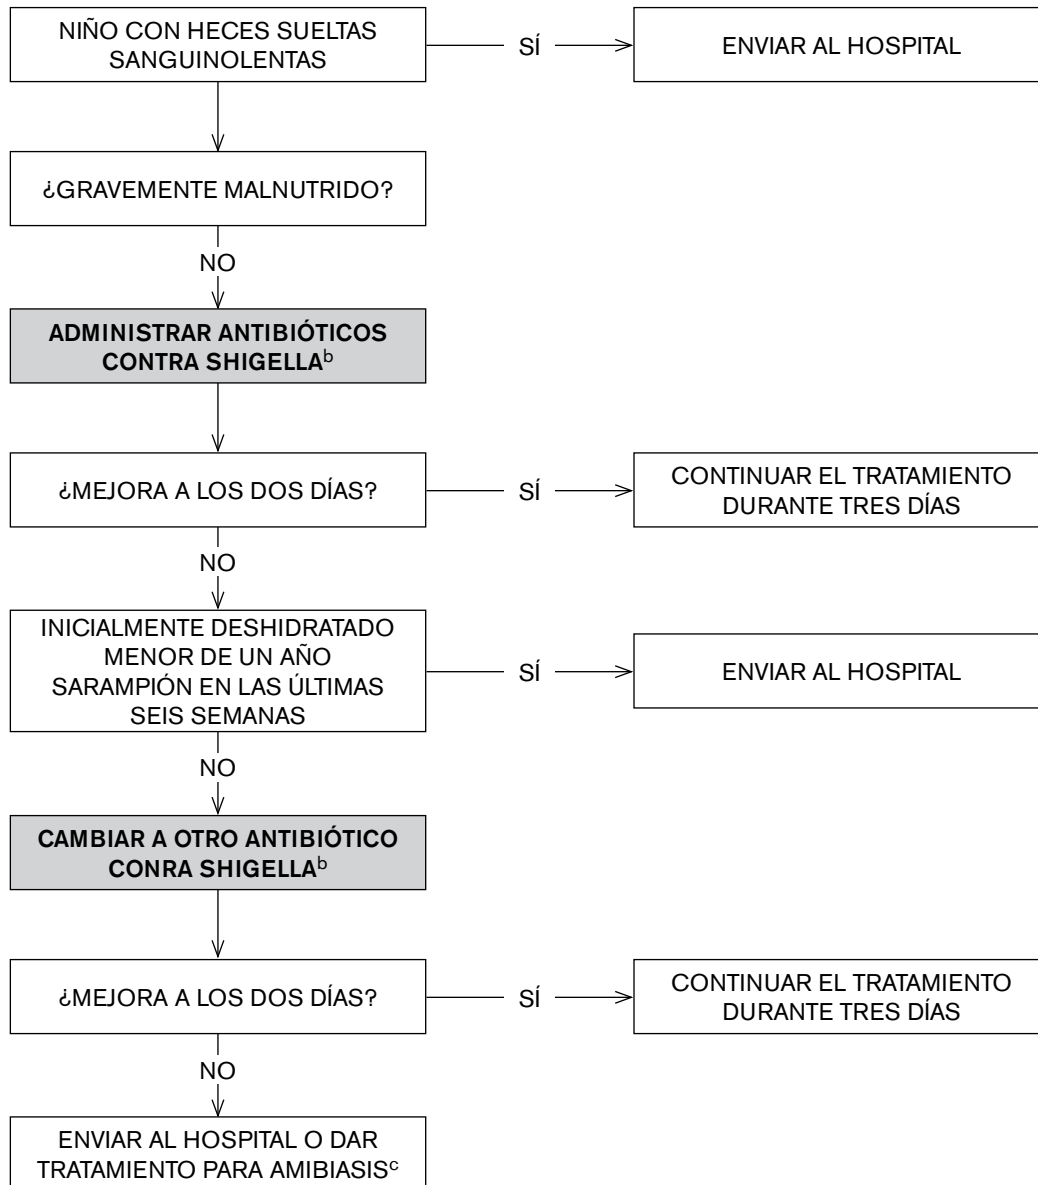 NIÑO CON HECES SUELTAS
SANGUINOLENTAS
SÍ
ENVIAR AL HOSPITAL
¿GRAVEMENTE MALNUTRIDO?
NO
ADMINISTRAR ANTIBIÓTICOS
CONTRA SHIGELLAᵇ
¿MEJORA A LOS DOS DÍAS?
SÍ
CONTINUAR EL TRATAMIENTO
DURANTE TRES DÍAS
NO
INICIALMENTE DESHIDRATADO
MENOR DE UN AÑO
SARAMPIÓN EN LAS ÚLTIMAS
SEIS SEMANAS
SÍ
ENVIAR AL HOSPITAL
NO
CAMBIAR A OTRO ANTIBIÓTICO
CONRA SHIGELLAᵇ
¿MEJORA A LOS DOS DÍAS?
SÍ
CONTINUAR EL TRATAMIENTO
DURANTE TRES DÍAS
NO
ENVIAR AL HOSPITAL O DAR
TRATAMIENTO PARA AMIBIASISᶜ